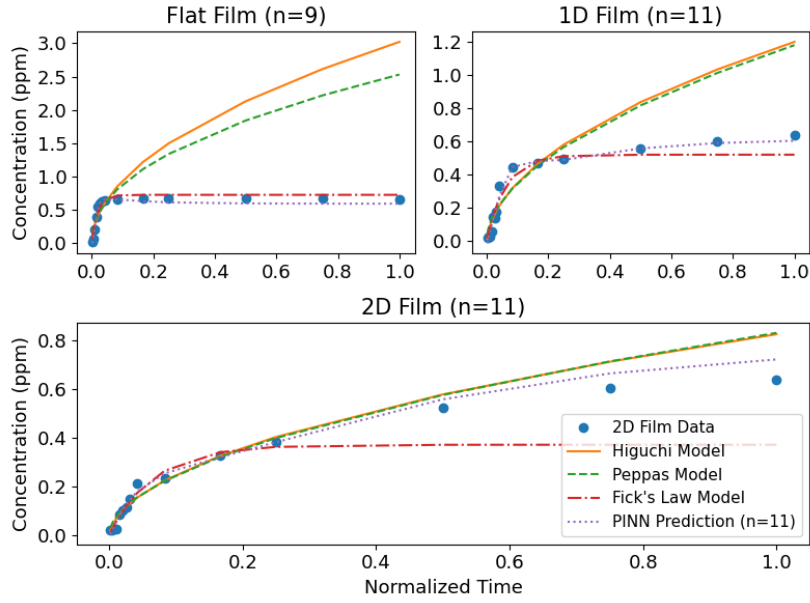 Flat Film (n=9)
1D Film (n=11)
Concentration (ppm)
3.0
2.5
2.0
1.5
1.0
0.5
0.0
0.0 0.2 0.4 0.6 0.8 1.0
1.2
1.0
0.8
0.6
0.4
0.2
0.0
0.0 0.2 0.4 0.6 0.8 1.0
2D Film (n=11)
Concentration (ppm)
0.8
0.6
0.4
0.2
0.0
2D Film Data
Higuchi Model
Peppas Model
Fick's Law Model
PINN Prediction (n=11)
0.0 0.2 0.4 0.6 0.8 1.0
Normalized Time